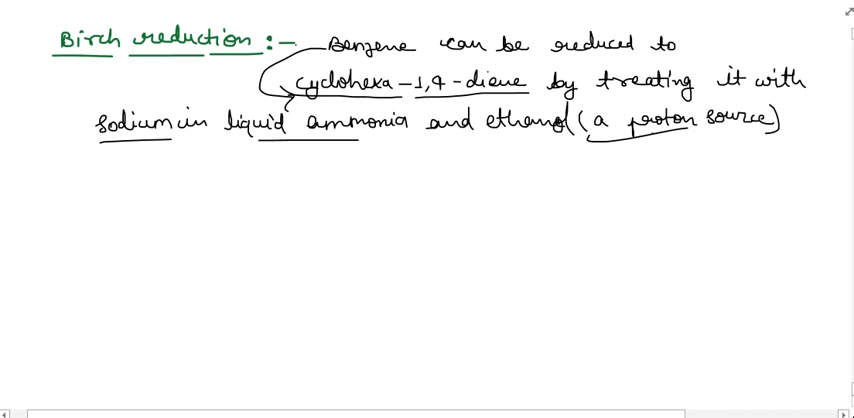 Birch reduction :- Benzene can be reduced to
cyclohexa-1,4-diene by treating it with
sodium in liquid ammonia and ethanol (a proton source)